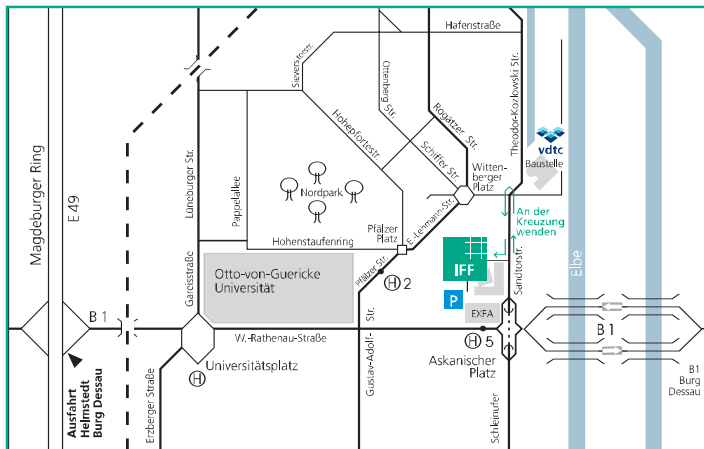 Hafenstraße
Sieverstorstr.
Ottenberg
Str.
Rogätzer Str.
Theodor-Kozlowski Str.
Magdeburger Ring
E 49
Lüneburger Str.
Pappelallee
Hohepfortestr
Schiffer Str.
vdtc
Baustelle
Witten-
berger
Platz
Nordpark
An der
Kreuzung
wenden
Pfälzer
Platz
E.-Lehmann-Str.
Hohenstaufenring
Elbe
Gareisstraße
Otto-von-Guericke
Universität
Pfälzer Str.
H 2
IFF
Sandtorstr.
P
EXFA
B 1
W.-Rathenau-Straße
H 5
B 1
Universitätsplatz
H
Gustav-Adolf-
Str.
Askanischer
Platz
B1
Burg
Dessau
Ausfahrt
Helmstedt
Burg Dessau
Erzberger Straße
Schleinufer